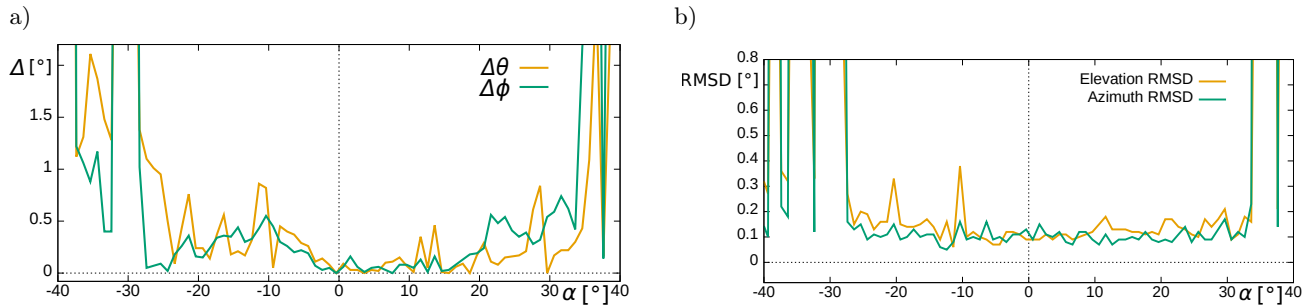 a)
Δ [°]
Δθ
Δϕ
1.5
1
0.5
0
-40 -30 -20 -10 0 10 20 30 α [°] 40
b)
RMSD [°]
Elevation RMSD
Azimuth RMSD
0.8
0.7
0.6
0.5
0.4
0.3
0.2
0.1
0
-40 -30 -20 -10 0 10 20 30 α [°] 40